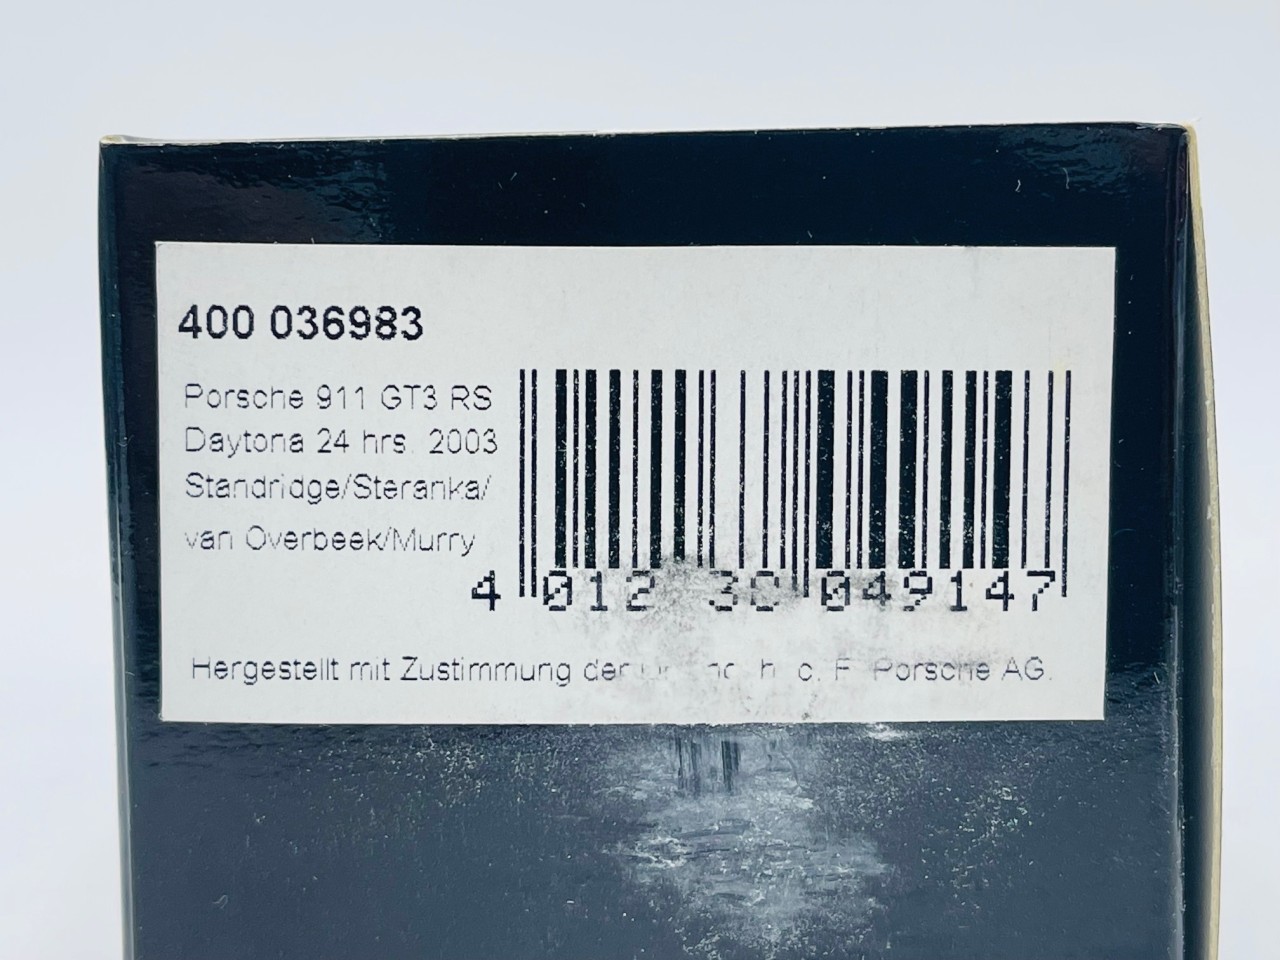 400 036983
Porsche 911 GT3 RS
Daytona 24 hrs. 2003
Standridge/Steranka/
van Overbeek/Murry
4 012 30 049147
Hergestellt mit Zustimmung der h. c. F. Porsche AG.